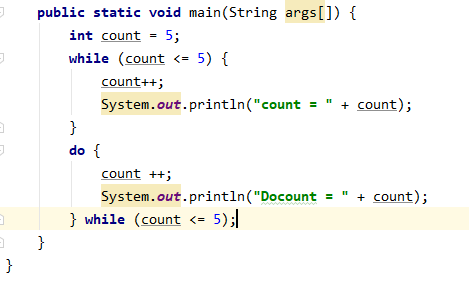 public static void main(String args[]) {
int count = 5;
while (count <= 5) {
count++;
System.out.println("count = " + count);
}
do {
count ++;
System.out.println("Docount = " + count);
} while (count <= 5);
}
}